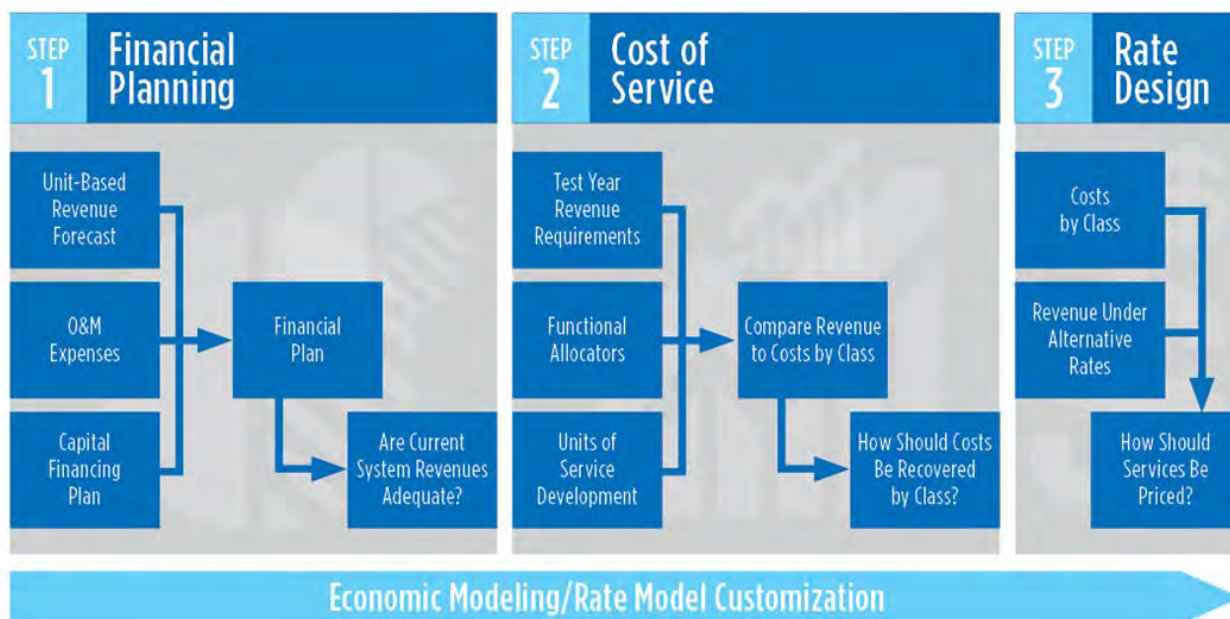 STEP
1
Financial
Planning
Unit-Based
Revenue
Forecast
O&M
Expenses
Capital
Financing
Plan
Financial
Plan
Are Current
System Revenues
Adequate?
STEP
2
Cost of
Service
Test Year
Revenue
Requirements
Functional
Allocators
Units of
Service
Development
Compare Revenue
to Costs by Class
How Should Costs
Be Recovered
by Class?
STEP
3
Rate
Design
Costs
by Class
Revenue Under
Alternative
Rates
How Should
Services Be
Priced?
Economic Modeling/Rate Model Customization